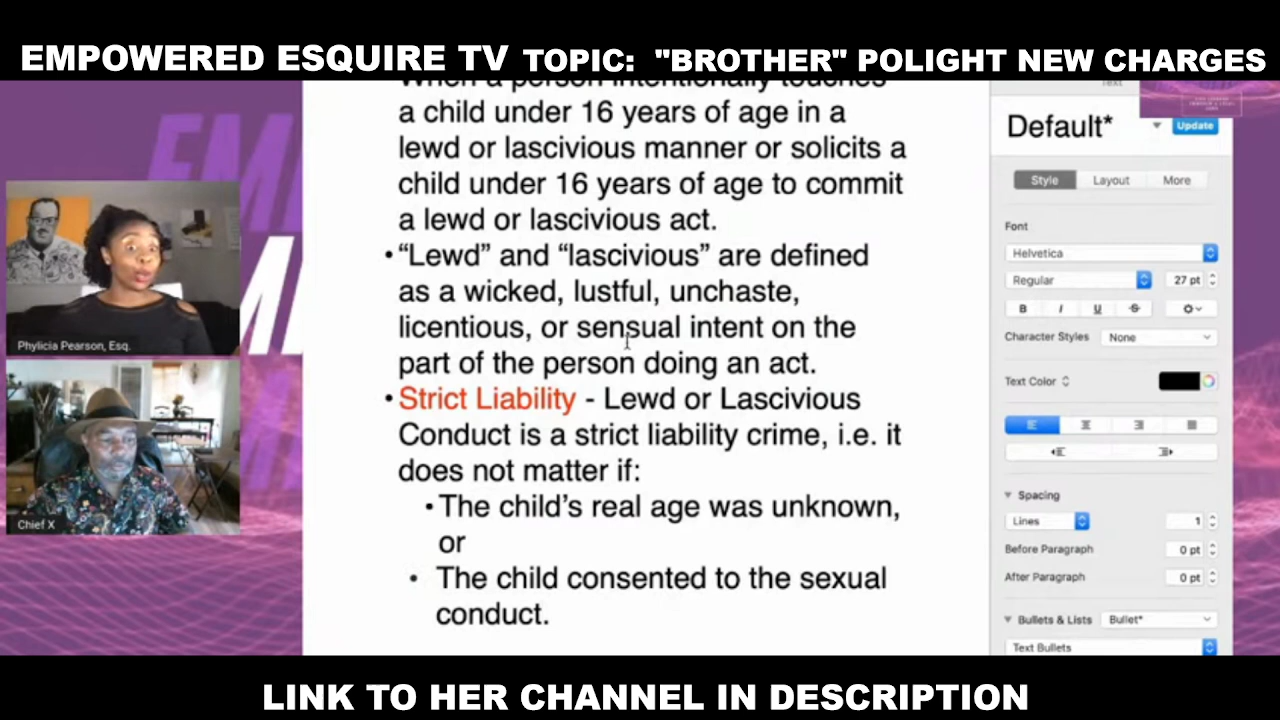 EMPOWERED ESQUIRE TV TOPIC: "BROTHER" POLIGHT NEW CHARGES
When a person intentionally touches
a child under 16 years of age in a
lewd or lascivious manner or solicits a
child under 16 years of age to commit
a lewd or lascivious act.
• “Lewd” and “lascivious” are defined
as a wicked, lustful, unchaste,
licentious, or sensual intent on the
part of the person doing an act.
• Strict Liability - Lewd or Lascivious
Conduct is a strict liability crime, i.e. it
does not matter if:
• The child’s real age was unknown,
or
• The child consented to the sexual
conduct.
Text
Default* Update
Style Layout More
Font
Helvetica
Regular 27 pt
B I U S
Character Styles None
Text Color
Spacing
Lines 1
Before Paragraph 0 pt
After Paragraph 0 pt
Bullets & Lists Bullet*
Text Bullets
EM
M
Phylicia Pearson, Esq.
Chief X
LINK TO HER CHANNEL IN DESCRIPTION